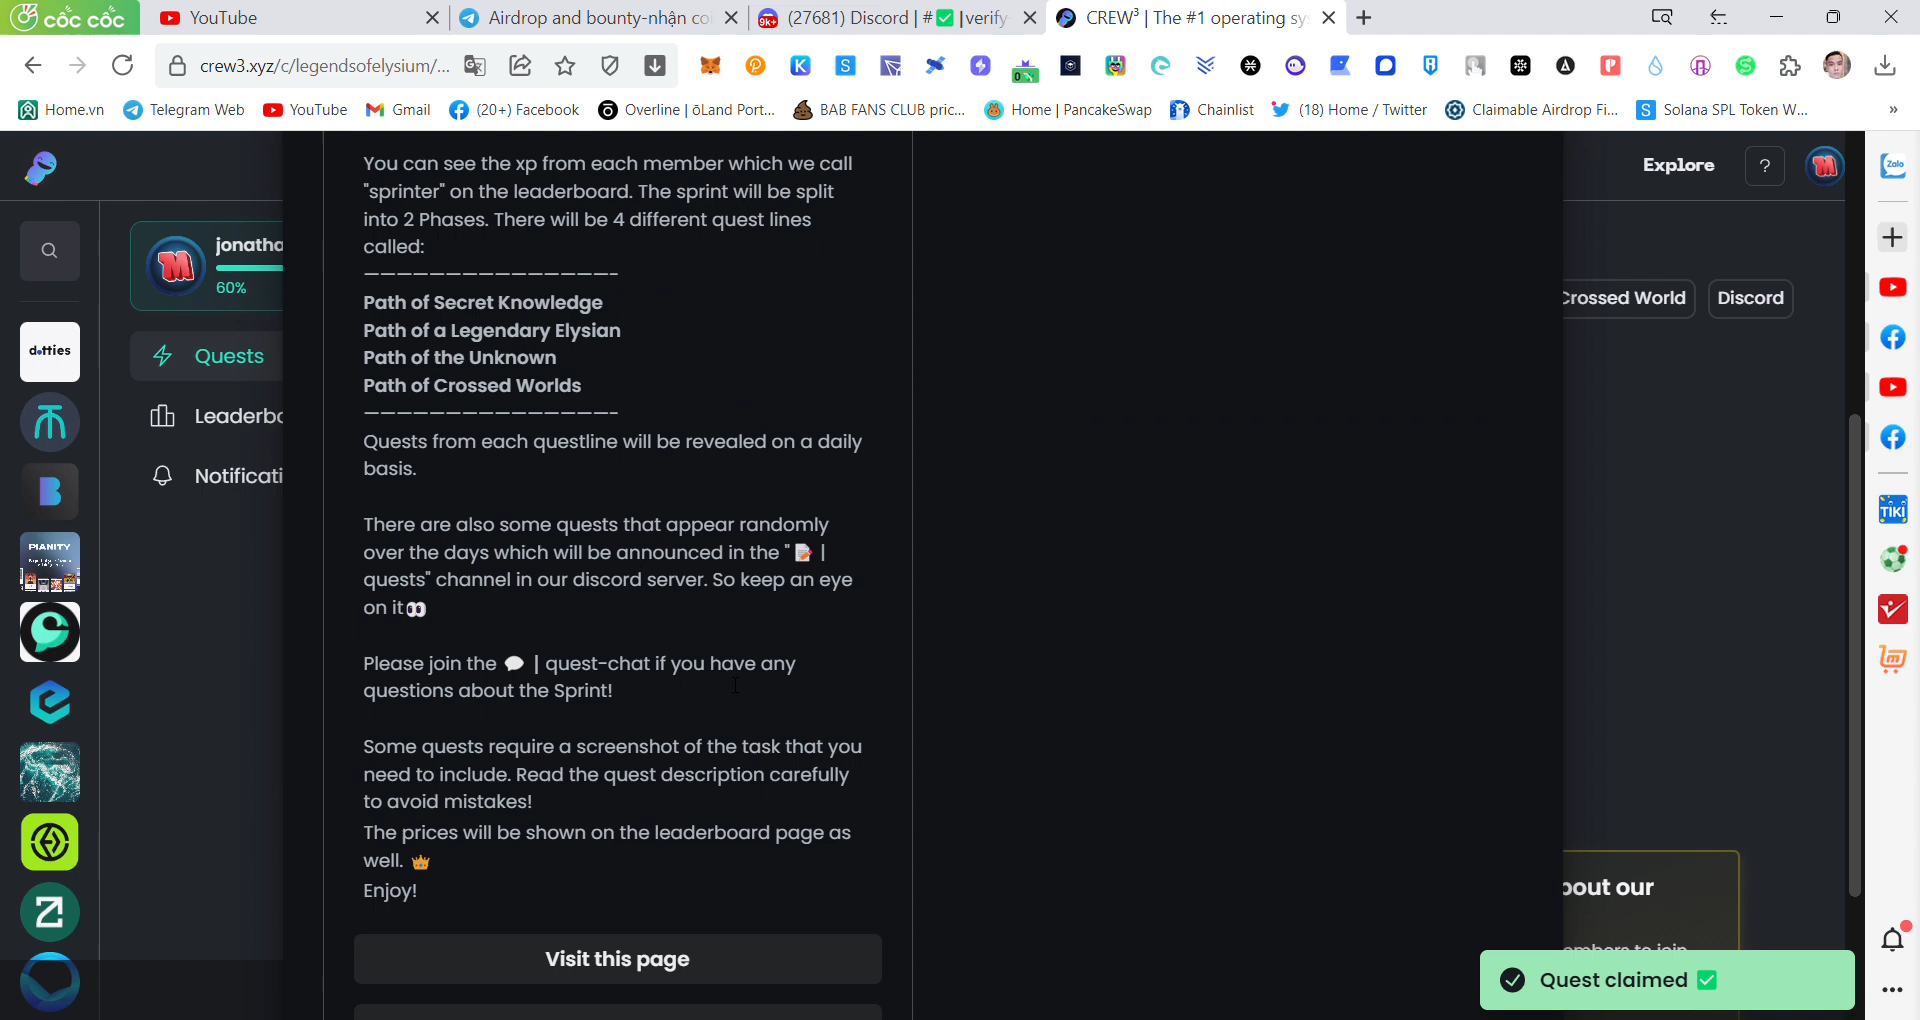 cốc cốc
YouTube
Airdrop and bounty-nhận co
9k+
(27681) Discord | #✅ |verify
CREW³ | The #1 operating sy
crew3.xyz/c/legendsofelysium/...
Home.vn
Telegram Web
YouTube
Gmail
(20+) Facebook
Overline | ōLand Port...
BAB FANS CLUB pric...
Home | PancakeSwap
Chainlist
(18) Home / Twitter
Claimable Airdrop Fi...
Solana SPL Token W...
»
Explore
?
Zalo
jonatha
60%
Quests
Leaderbo
Notificati
dotties
PIANITY
You can see the xp from each member which we call
"sprinter" on the leaderboard. The sprint will be split
into 2 Phases. There will be 4 different quest lines
called:
————————————————-
Path of Secret Knowledge
Path of a Legendary Elysian
Path of the Unknown
Path of Crossed Worlds
————————————————-
Quests from each questline will be revealed on a daily
basis.
There are also some quests that appear randomly
over the days which will be announced in the "📝 |
quests" channel in our discord server. So keep an eye
on it👀
Please join the 💬 | quest-chat if you have any
questions about the Sprint!
Some quests require a screenshot of the task that you
need to include. Read the quest description carefully
to avoid mistakes!
The prices will be shown on the leaderboard page as
well. 👑
Enjoy!
Visit this page
Crossed World
Discord
bout our
embers to join
Quest claimed ✅
TIKI